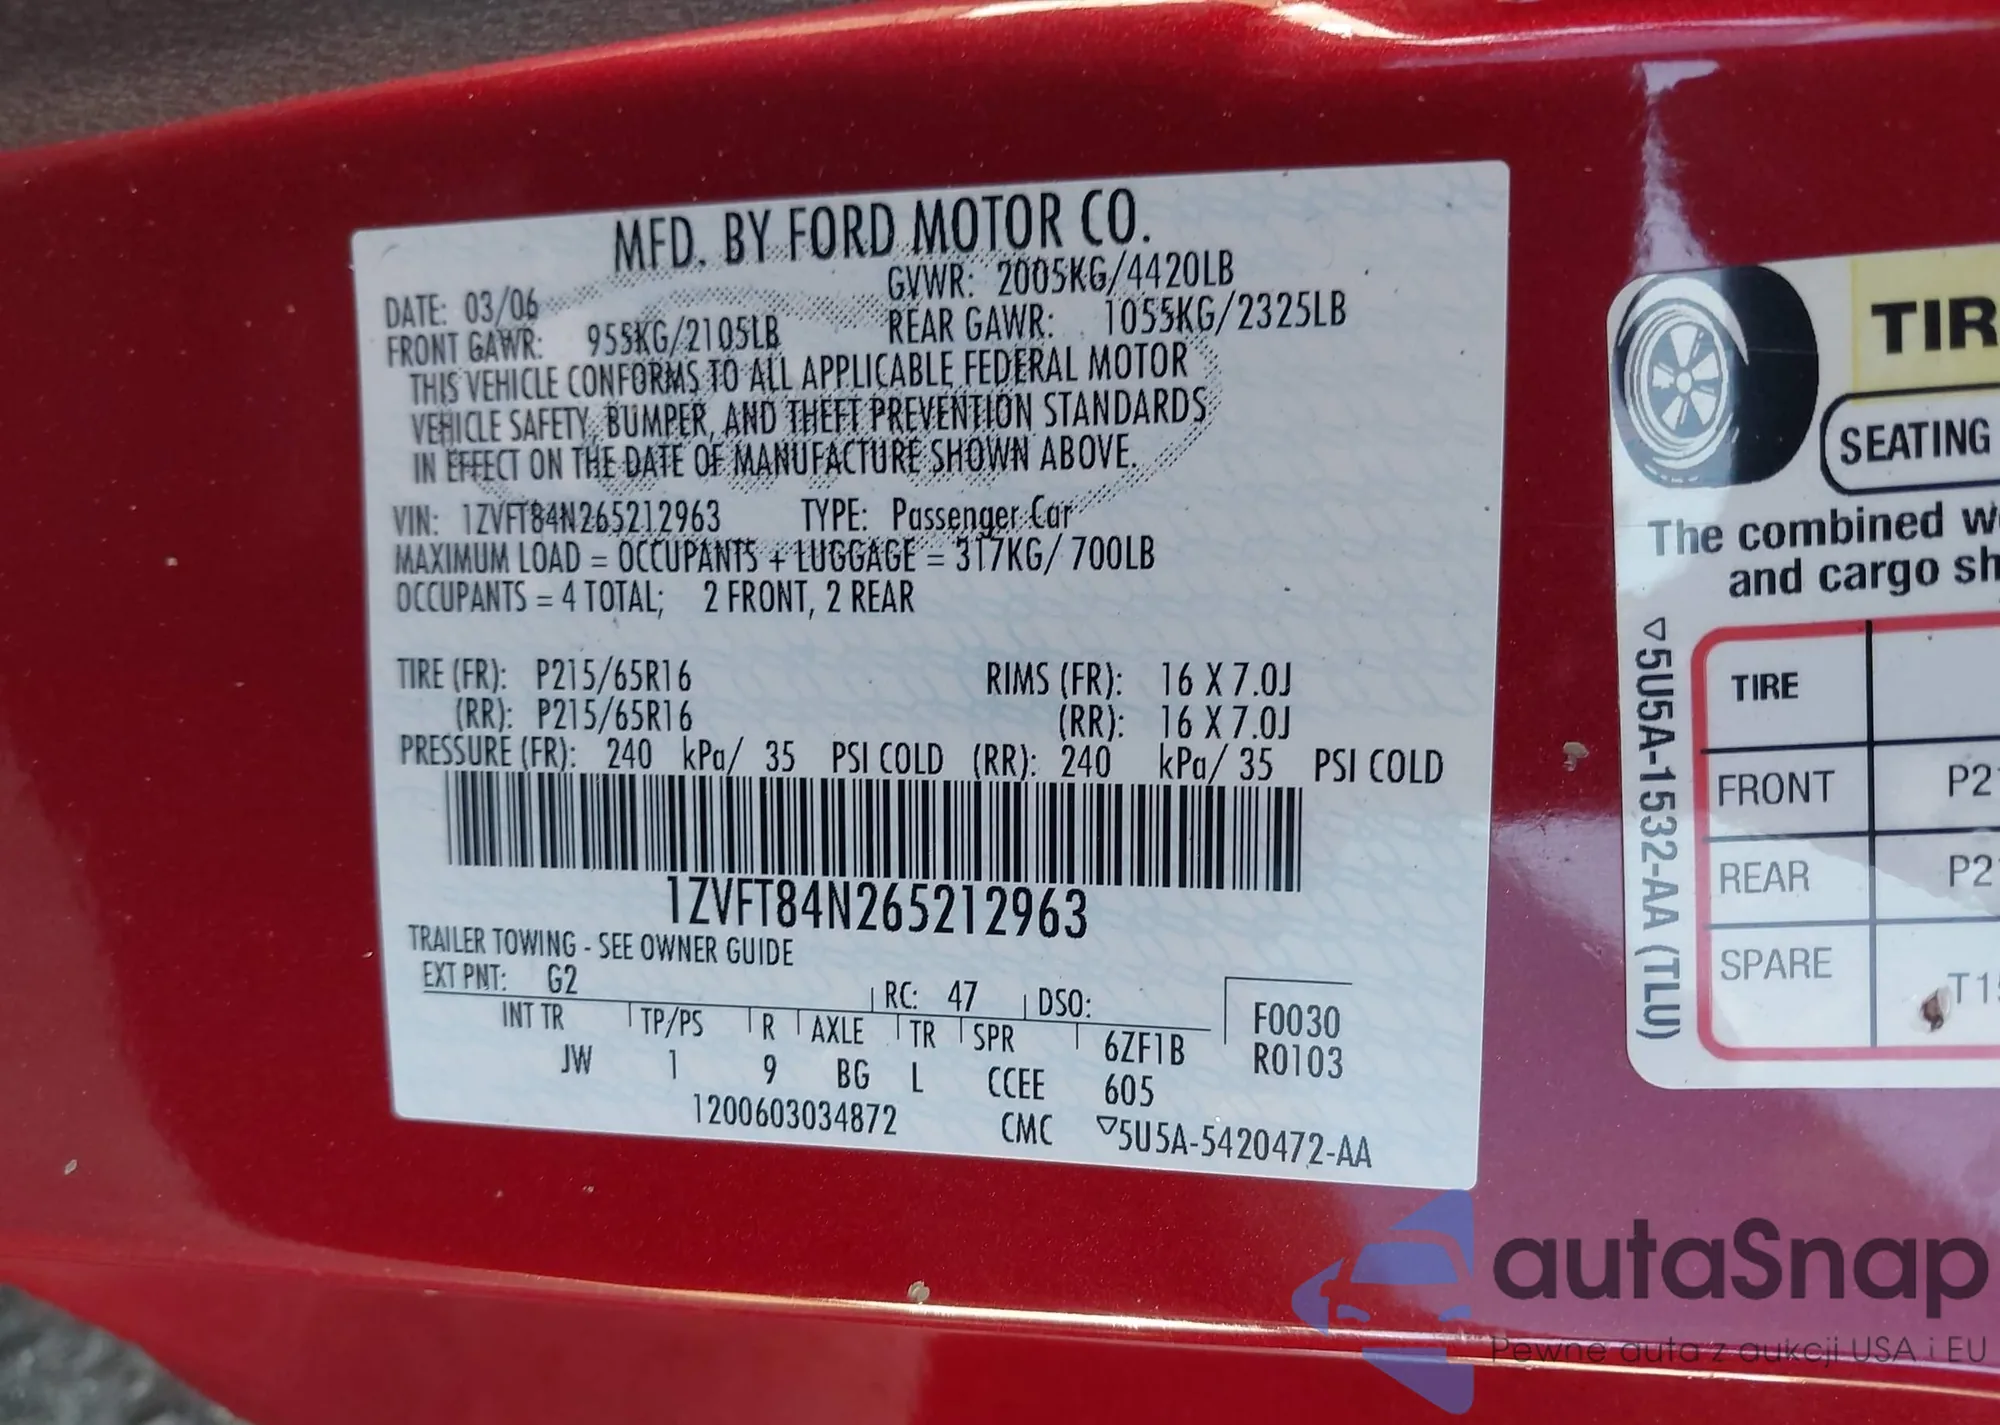 MFD. BY FORD MOTOR CO.
DATE: 03/06 GVWR: 2005KG/4420LB
FRONT GAWR: 955KG/2105LB REAR GAWR: 1055KG/2325LB
THIS VEHICLE CONFORMS TO ALL APPLICABLE FEDERAL MOTOR
VEHICLE SAFETY, BUMPER, AND THEFT PREVENTION STANDARDS
IN EFFECT ON THE DATE OF MANUFACTURE SHOWN ABOVE.
VIN: 1ZVFT84N265212963 TYPE: Passenger Car
MAXIMUM LOAD = OCCUPANTS + LUGGAGE = 317KG/ 700LB
OCCUPANTS = 4 TOTAL; 2 FRONT, 2 REAR
TIRE (FR): P215/65R16 RIMS (FR): 16 X 7.0J
(RR): P215/65R16 (RR): 16 X 7.0J
PRESSURE (FR): 240 kPa/ 35 PSI COLD (RR): 240 kPa/ 35 PSI COLD
1ZVFT84N265212963
TRAILER TOWING - SEE OWNER GUIDE
EXT PNT: G2 RC: 47 DSO: F0030
INT TR TP/PS R AXLE TR SPR 6ZF1B R0103
JW 1 9 BG L CCEE 605
1200603034872 CMC ▽5U5A-5420472-AA
TIR
SEATING
The combined w
and cargo sh
▽5U5A-1532-AA (TLU)
TIRE
FRONT P21
REAR P2
SPARE T15
autaSnap
Pewne auta z aukcji USA i EU